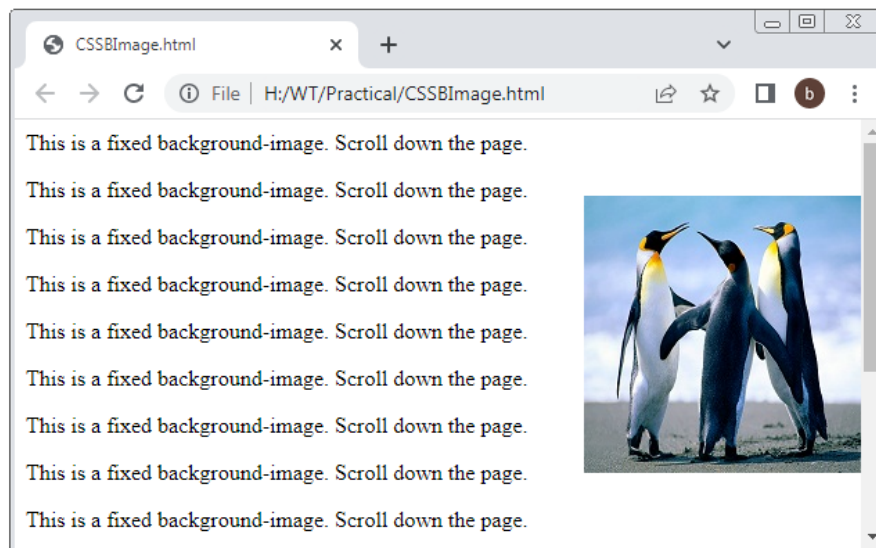 CSSBImage.html
File H:/WT/Practical/CSSBImage.html
b
This is a fixed background-image. Scroll down the page.
This is a fixed background-image. Scroll down the page.
This is a fixed background-image. Scroll down the page.
This is a fixed background-image. Scroll down the page.
This is a fixed background-image. Scroll down the page.
This is a fixed background-image. Scroll down the page.
This is a fixed background-image. Scroll down the page.
This is a fixed background-image. Scroll down the page.
This is a fixed background-image. Scroll down the page.